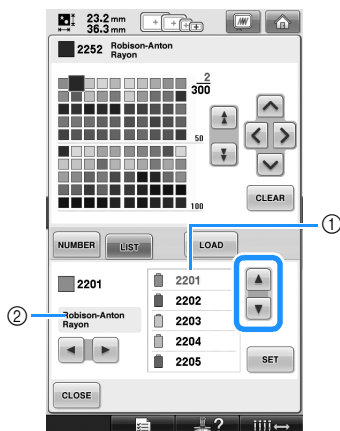 23.2 mm
36.3 mm
2252 Robison-Anton
Rayon
2
300
50
100
CLEAR
NUMBER
LIST
LOAD
①
2201
2201
2202
2203
2204
2205
②
Robison-Anton
Rayon
SET
CLOSE
?